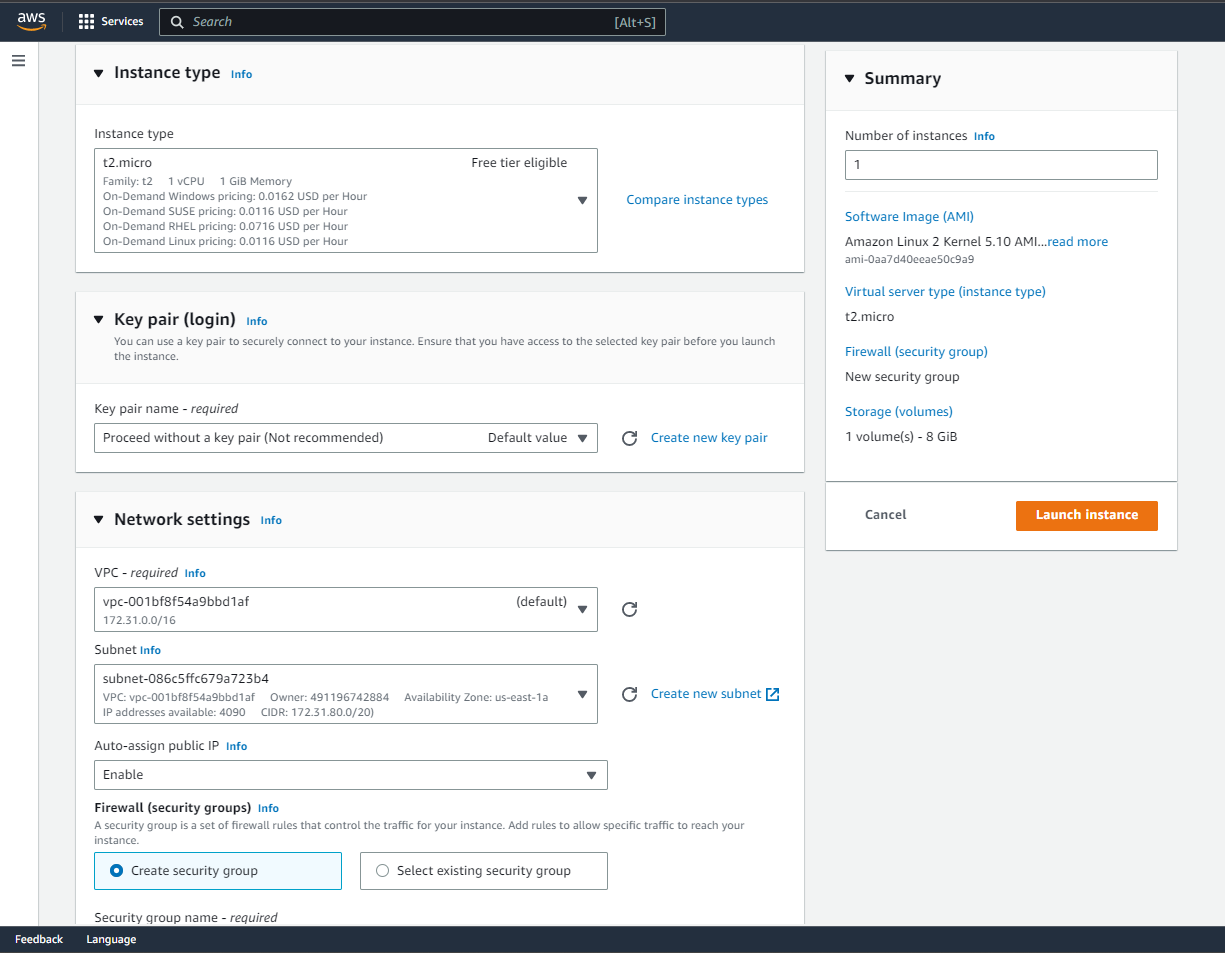 aws
Services
Search
[Alt+S]
Instance type Info
Instance type
t2.micro Free tier eligible
Family: t2 1 vCPU 1 GiB Memory
On-Demand Windows pricing: 0.0162 USD per Hour
On-Demand SUSE pricing: 0.0116 USD per Hour
On-Demand RHEL pricing: 0.0716 USD per Hour
On-Demand Linux pricing: 0.0116 USD per Hour
Compare instance types
Key pair (login) Info
You can use a key pair to securely connect to your instance. Ensure that you have access to the selected key pair before you launch
the instance.
Key pair name - required
Proceed without a key pair (Not recommended) Default value
Create new key pair
Network settings Info
VPC - required Info
vpc-001bf8f54a9bbd1af (default)
172.31.0.0/16
Subnet Info
subnet-086c5ffc679a723b4
VPC: vpc-001bf8f54a9bbd1af Owner: 491196742884 Availability Zone: us-east-1a
IP addresses available: 4090 CIDR: 172.31.80.0/20)
Create new subnet
Auto-assign public IP Info
Enable
Firewall (security groups) Info
A security group is a set of firewall rules that control the traffic for your instance. Add rules to allow specific traffic to reach your
instance.
Create security group
Select existing security group
Security group name - required
Summary
Number of instances Info
1
Software Image (AMI)
Amazon Linux 2 Kernel 5.10 AMI...read more
ami-0aa7d40eeae50c9a9
Virtual server type (instance type)
t2.micro
Firewall (security group)
New security group
Storage (volumes)
1 volume(s) - 8 GiB
Cancel
Launch instance
Feedback
Language